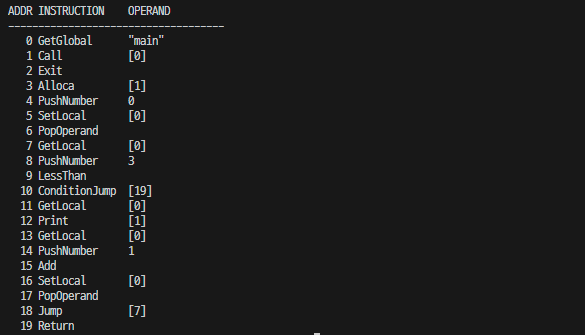 ADDR INSTRUCTION    OPERAND
------------------------------------
   0 GetGlobal      "main"
   1 Call           [0]
   2 Exit
   3 Alloca         [1]
   4 PushNumber     0
   5 SetLocal       [0]
   6 PopOperand
   7 GetLocal       [0]
   8 PushNumber     3
   9 LessThan
  10 ConditionJump  [19]
  11 GetLocal       [0]
  12 Print          [1]
  13 GetLocal       [0]
  14 PushNumber     1
  15 Add
  16 SetLocal       [0]
  17 PopOperand
  18 Jump           [7]
  19 Return